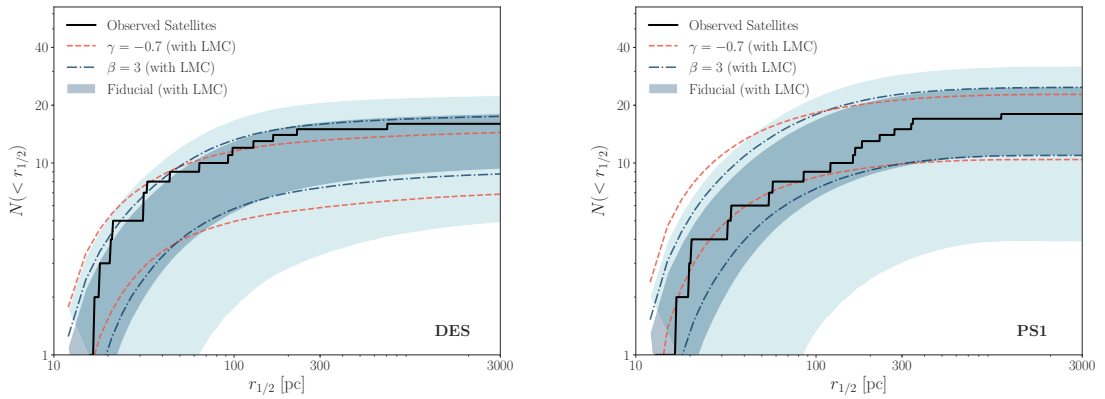 Observed Satellites
γ = −0.7 (with LMC)
β = 3 (with LMC)
Fiducial (with LMC)
40
20
10
1
N(< r₁/₂)
DES
10
100
300
3000
r₁/₂ [pc]
Observed Satellites
γ = −0.7 (with LMC)
β = 3 (with LMC)
Fiducial (with LMC)
40
20
10
1
N(< r₁/₂)
PS1
10
100
300
3000
r₁/₂ [pc]